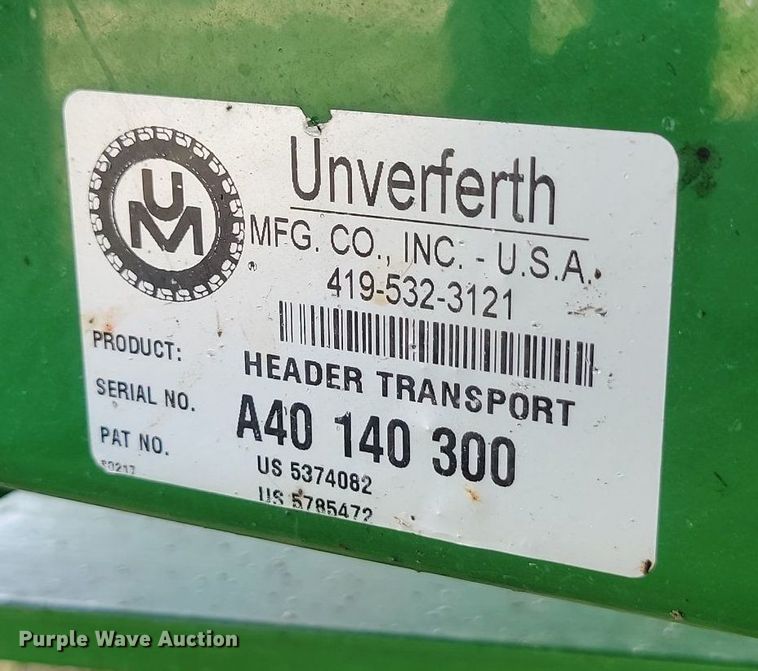 UM
Unverferth
MFG. CO., INC. - U.S.A.
419-532-3121
PRODUCT: HEADER TRANSPORT
SERIAL NO. A40 140 300
PAT NO. US 5374082
US 5785472
60217
Purple Wave Auction